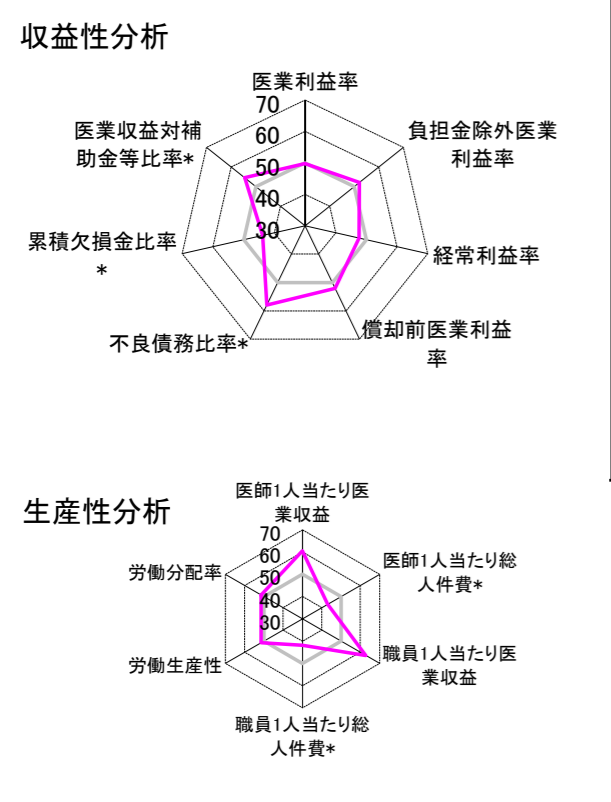 収益性分析
医業利益率
70
60
50
40
30
負担金除外医業
利益率
経常利益率
償却前医業利益
率
不良債務比率*
累積欠損金比率
*
医業収益対補
助金等比率*
生産性分析
医師1人当たり医
業収益
70
60
50
40
30
医師1人当たり総
人件費*
職員1人当たり医
業収益
職員1人当たり総
人件費*
労働生産性
労働分配率